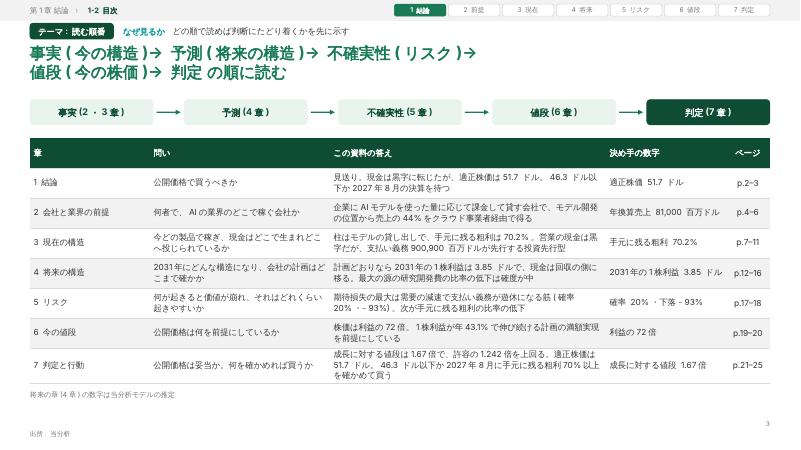 第1章 結論 › 1-2 目次
1 結論 2 前提 3 現在 4 将来 5 リスク 6 値段 7 判定
テーマ：読む順番 なぜ見るか どの順で読めば判断にたどり着くかを先に示す
事実 ( 今の構造 )→ 予測 ( 将来の構造 )→ 不確実性 ( リスク )→
値段 ( 今の株価 )→ 判定 の順に読む
事実 (2 ・ 3 章 ) → 予測 (4 章 ) → 不確実性 (5 章 ) → 値段 (6 章 ) → 判定 (7 章 )
章 問い この資料の答え 決め手の数字 ページ
1 結論 公開価格で買うべきか 見送り。現金は黒字に転じたが、適正株価は 51.7 ドル。 46.3 ドル以
下か 2027 年 8 月の決算を待つ 適正株価 51.7 ドル p.2–3
2 会社と業界の前提 何者で、 AI の業界のどこで稼ぐ会社か 企業に AI モデルを使った量に応じて課金して貸す会社で、モデル開発
の位置から売上の 44% をクラウド事業者経由で得る 年換算売上 81,000 百万ドル p.4–6
3 現在の構造 今どの製品で稼ぎ、現金はどこで生まれどこ
へ投じられているか 柱はモデルの貸し出しで、手元に残る粗利は 70.2% 。営業の現金は黒
字だが、支払い義務 900,900 百万ドルが先行する投資先行型 手元に残る粗利 70.2% p.7–11
4 将来の構造 2031 年にどんな構造になり、会社の計画はど
こまで確かか 計画どおりなら 2031 年の 1 株利益は 3.85 ドルで、現金は回収の側に
移る。最大の源の研究開発費の比率の低下は確度が中 2031 年の 1 株利益 3.85 ドル p.12–16
5 リスク 何が起きると価値が崩れ、それはどれくらい
起きやすいか 期待損失の最大は需要の減速で支払い義務が遊休になる筋 ( 確率
20% ・ - 93%) 。次が手元に残る粗利の比率の低下 確率 20% ・下落 - 93% p.17–18
6 今の値段 公開価格は何を前提にしているか 株価は利益の 72 倍。 1 株利益が年 43.1% で伸び続ける計画の満額実現
を前提にしている 利益の 72 倍 p.19–20
7 判定と行動 公開価格は妥当か。何を確かめれば買うか 成長に対する値段は 1.67 倍で、許容の 1.242 倍を上回る。適正株価は
51.7 ドル。 46.3 ドル以下か 2027 年 8 月に手元に残る粗利 70% 以上
を確かめて買う 成長に対する値段 1.67 倍 p.21–25
将来の章 (4 章 ) の数字は当分析モデルの推定
3
出所： 当分析